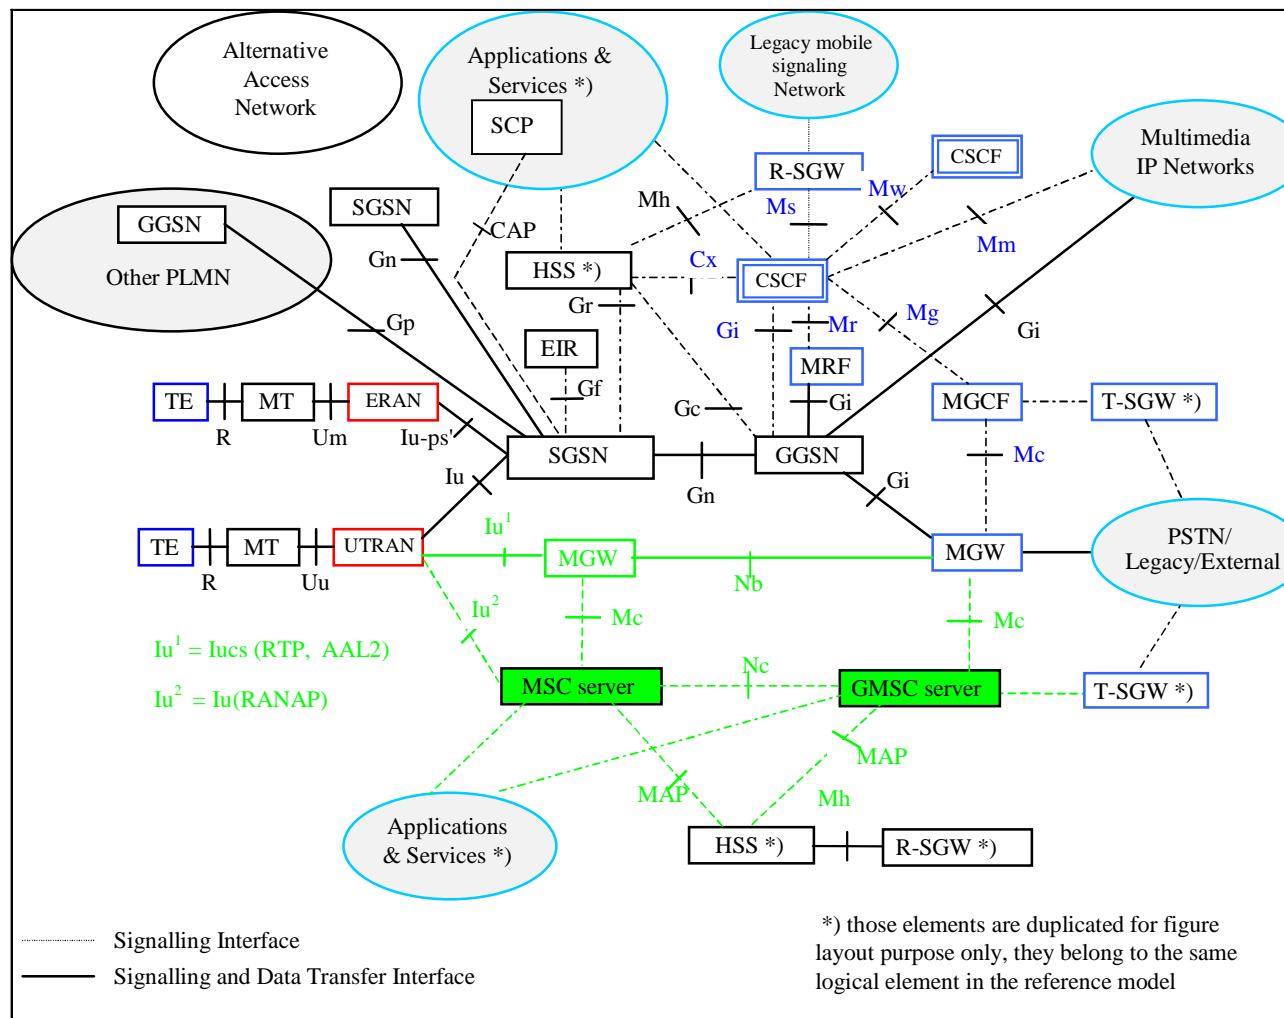 Alternative
Access
Network
Applications &
Services *)
SCP
Legacy mobile
signaling
Network
Multimedia
IP Networks
CSCF
R-SGW
Mw
Mh
Ms
Mm
SGSN
GGSN
Other PLMN
CAP
Gn
HSS *)
Cx
CSCF
Gr
Gp
Gi
Mr
Mg
Gi
EIR
MRF
Gf
Gc
Gi
TE
MT
ERAN
MGCF
T-SGW *)
R
Um
Iu-ps'
SGSN
GGSN
Mc
Iu
Gn
Gi
Iu1
TE
MT
UTRAN
MGW
MGW
PSTN/
Legacy/External
R
Uu
Nb
Iu2
Mc
Mc
Iu1 = Iucs (RTP, AAL2)
Iu2 = Iu(RANAP)
MSC server
Nc
GMSC server
T-SGW *)
MAP
MAP
Mh
Applications
& Services *)
HSS *)
R-SGW *)
Signalling Interface
Signalling and Data Transfer Interface
*) those elements are duplicated for figure
layout purpose only, they belong to the same
logical element in the reference model